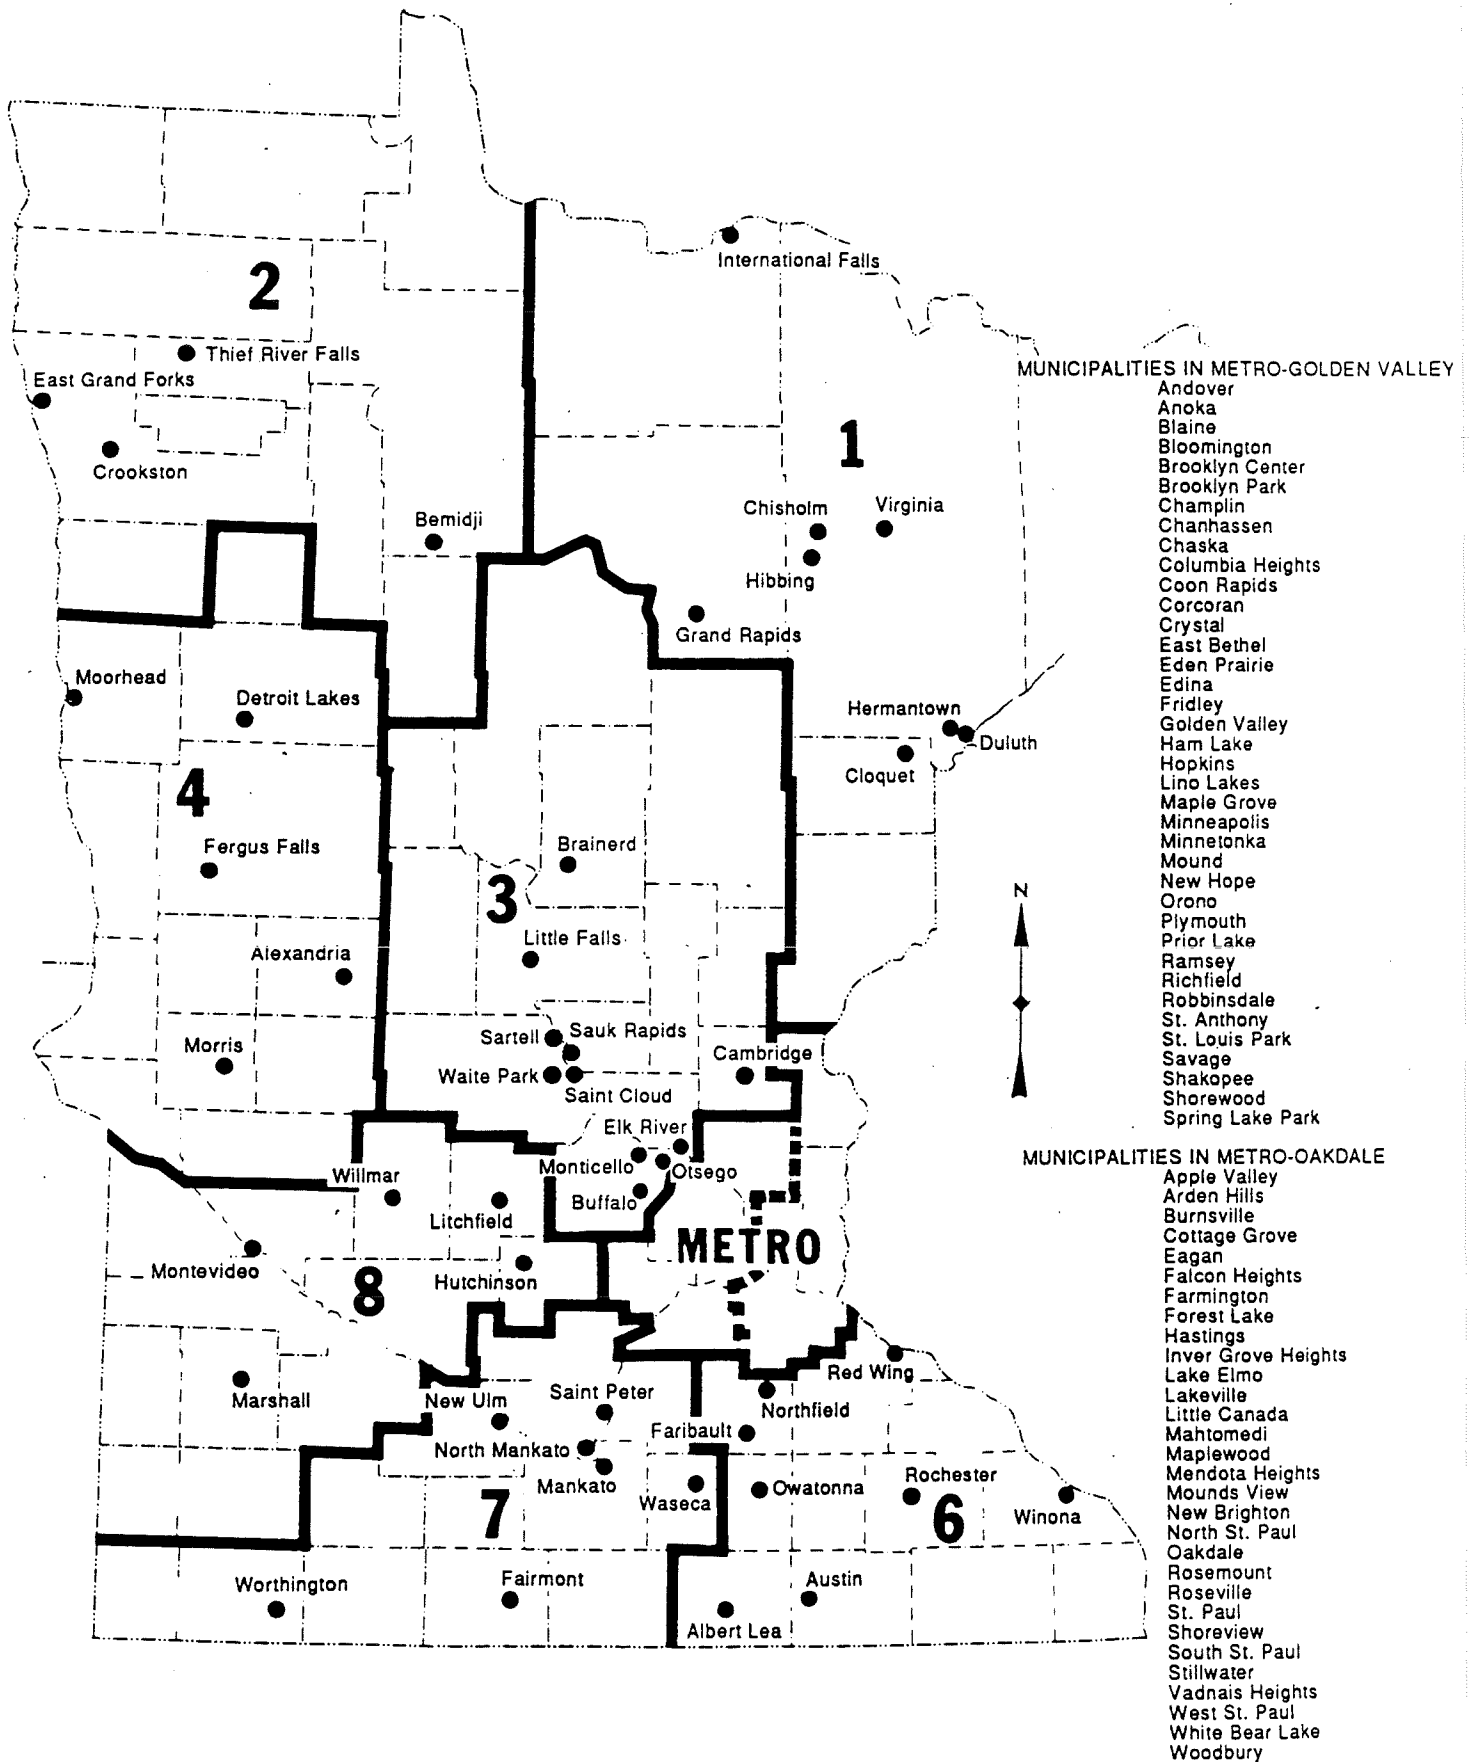 International Falls
2
Thief River Falls
East Grand Forks
Crookston
1
Chisholm
Virginia
Bemidji
Hibbing
Grand Rapids
Moorhead
Detroit Lakes
Hermantown
Duluth
Cloquet
4
Fergus Falls
Brainerd
3
Little Falls
Alexandria
Sartell
Sauk Rapids
Morris
Cambridge
Waite Park
Saint Cloud
Elk River
Monticello
Otsego
Willmar
Buffalo
Litchfield
METRO
Montevideo
Hutchinson
8
Red Wing
Marshall
New Ulm
Saint Peter
Northfield
Faribault
North Mankato
Mankato
Waseca
Owatonna
Rochester
Winona
7
6
Worthington
Fairmont
Austin
Albert Lea
N
MUNICIPALITIES IN METRO-GOLDEN VALLEY
Andover
Anoka
Blaine
Bloomington
Brooklyn Center
Brooklyn Park
Champlin
Chanhassen
Chaska
Columbia Heights
Coon Rapids
Corcoran
Crystal
East Bethel
Eden Prairie
Edina
Fridley
Golden Valley
Ham Lake
Hopkins
Lino Lakes
Maple Grove
Minneapolis
Minnetonka
Mound
New Hope
Orono
Plymouth
Prior Lake
Ramsey
Richfield
Robbinsdale
St. Anthony
St. Louis Park
Savage
Shakopee
Shorewood
Spring Lake Park
MUNICIPALITIES IN METRO-OAKDALE
Apple Valley
Arden Hills
Burnsville
Cottage Grove
Eagan
Falcon Heights
Farmington
Forest Lake
Hastings
Inver Grove Heights
Lake Elmo
Lakeville
Little Canada
Mahtomedi
Maplewood
Mendota Heights
Mounds View
New Brighton
North St. Paul
Oakdale
Rosemount
Roseville
St. Paul
Shoreview
South St. Paul
Stillwater
Vadnais Heights
West St. Paul
White Bear Lake
Woodbury